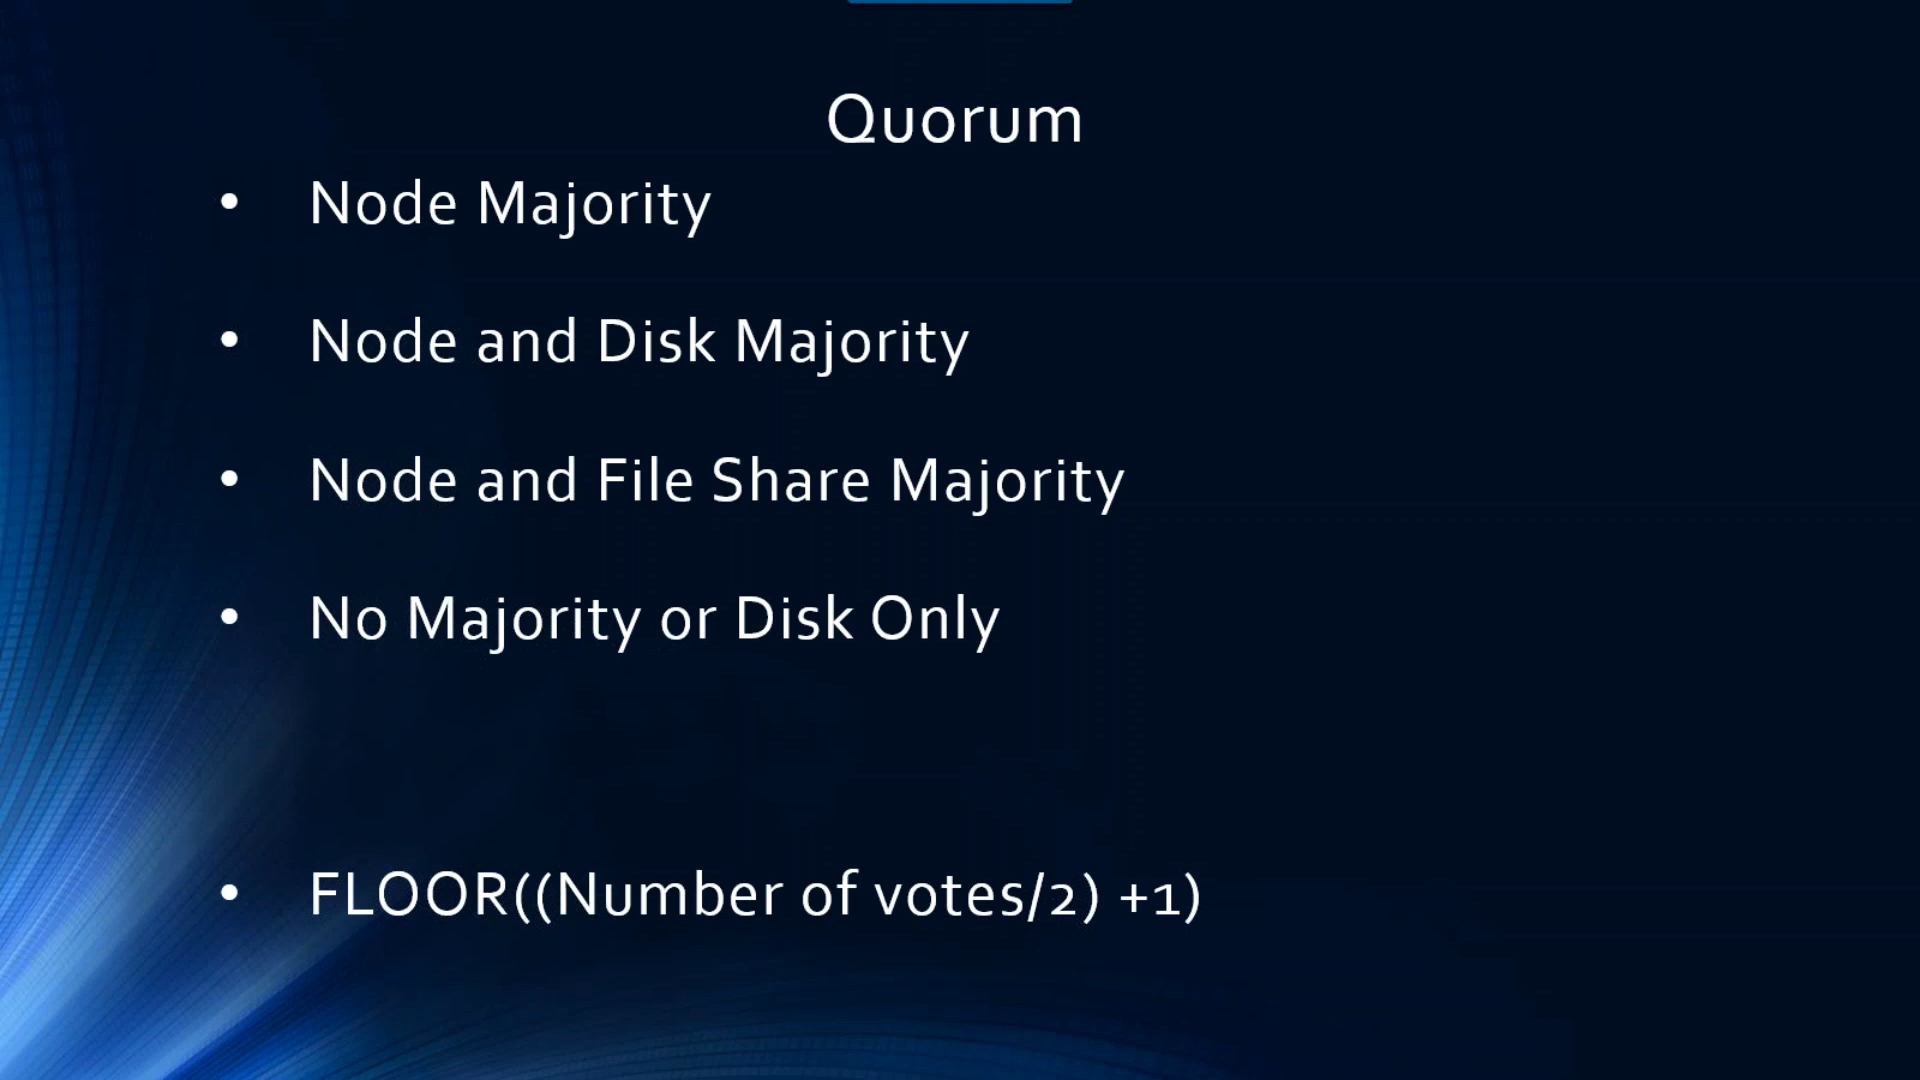 Quorum
• Node Majority
• Node and Disk Majority
• Node and File Share Majority
• No Majority or Disk Only
• FLOOR((Number of votes/2) +1)